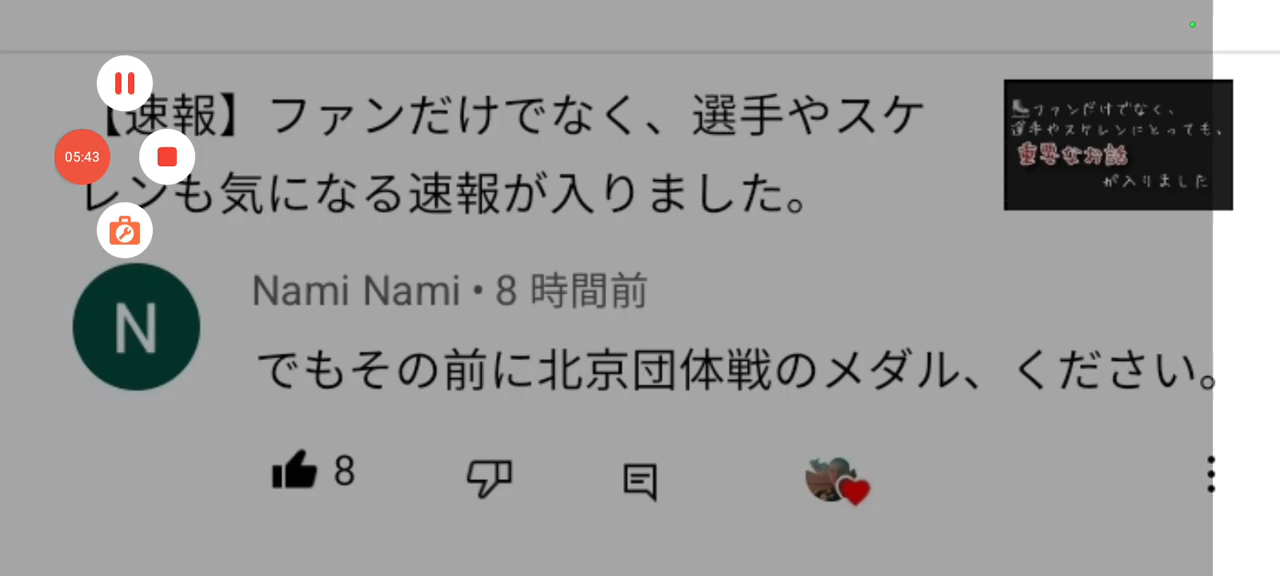 【速報】ファンだけでなく、選手やスケ
レンも気になる速報が入りました。
ファンだけでなく、
選手やスケレンにとっても、
重要なお話
が入りました
05:43
N
Nami Nami • 8 時間前
でもその前に北京団体戦のメダル、ください。
8